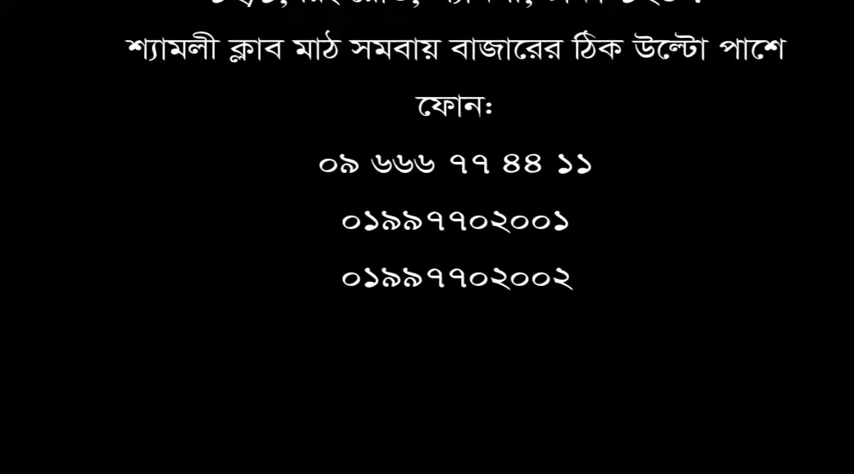 শ্যামলী ক্লাব মাঠ সমবায় বাজারের ঠিক উল্টো পাশে
ফোন:
০৯ ৬৬৬ ৭৭ ৪৪ ১১
০১৯৯৭৭০২০০১
০১৯৯৭৭০২০০২